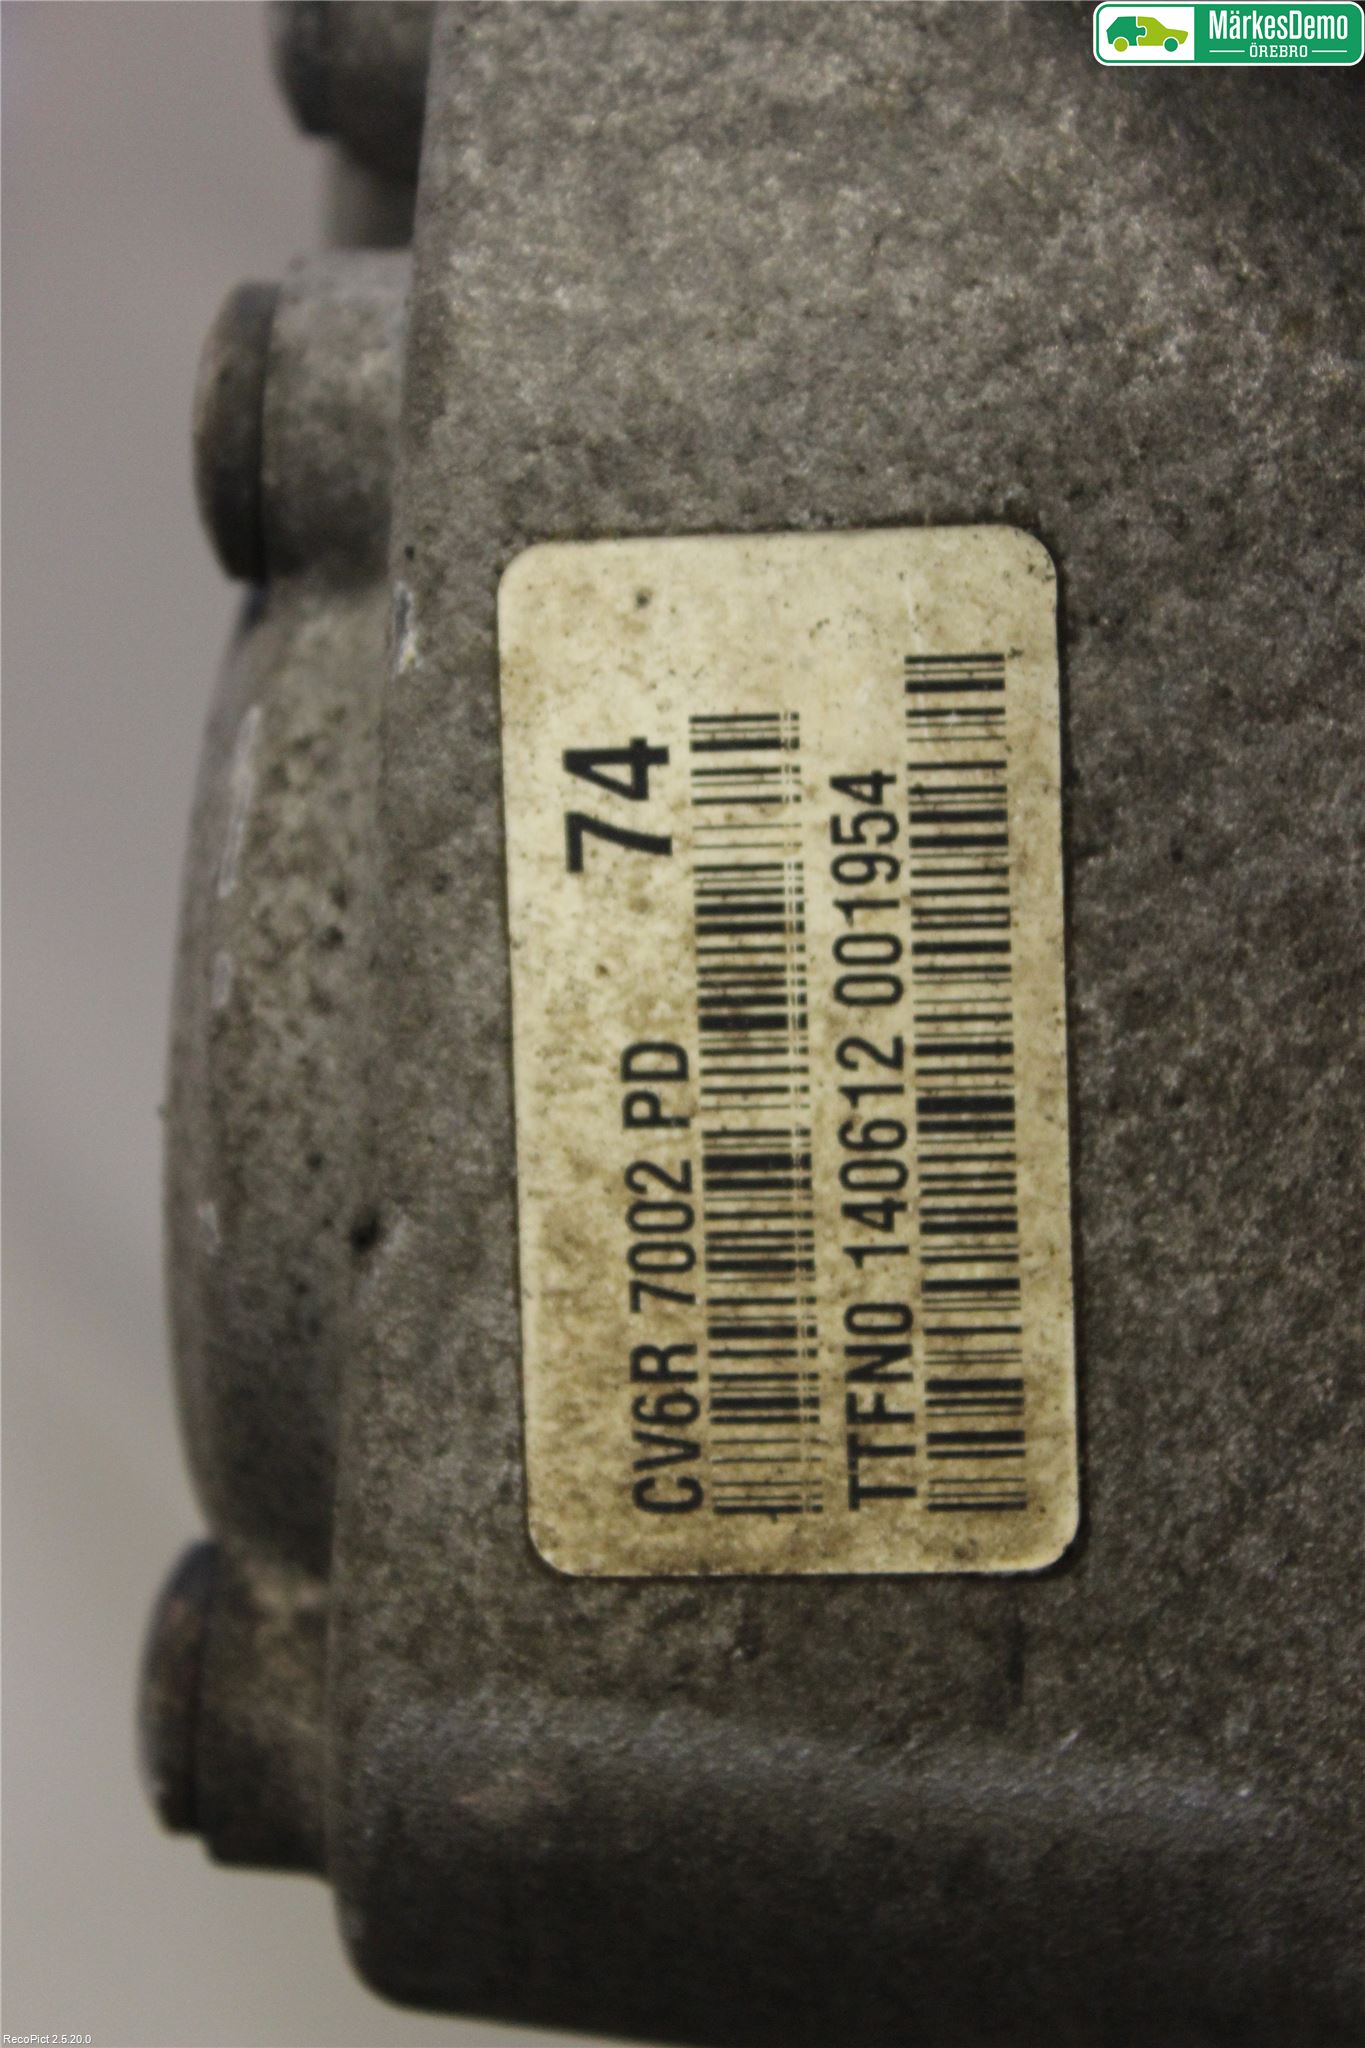 MärkesDemo
ÖREBRO
74
CV6R 7002 PD
TTFN0 140612 001954
RecoPict 2.5.20.0